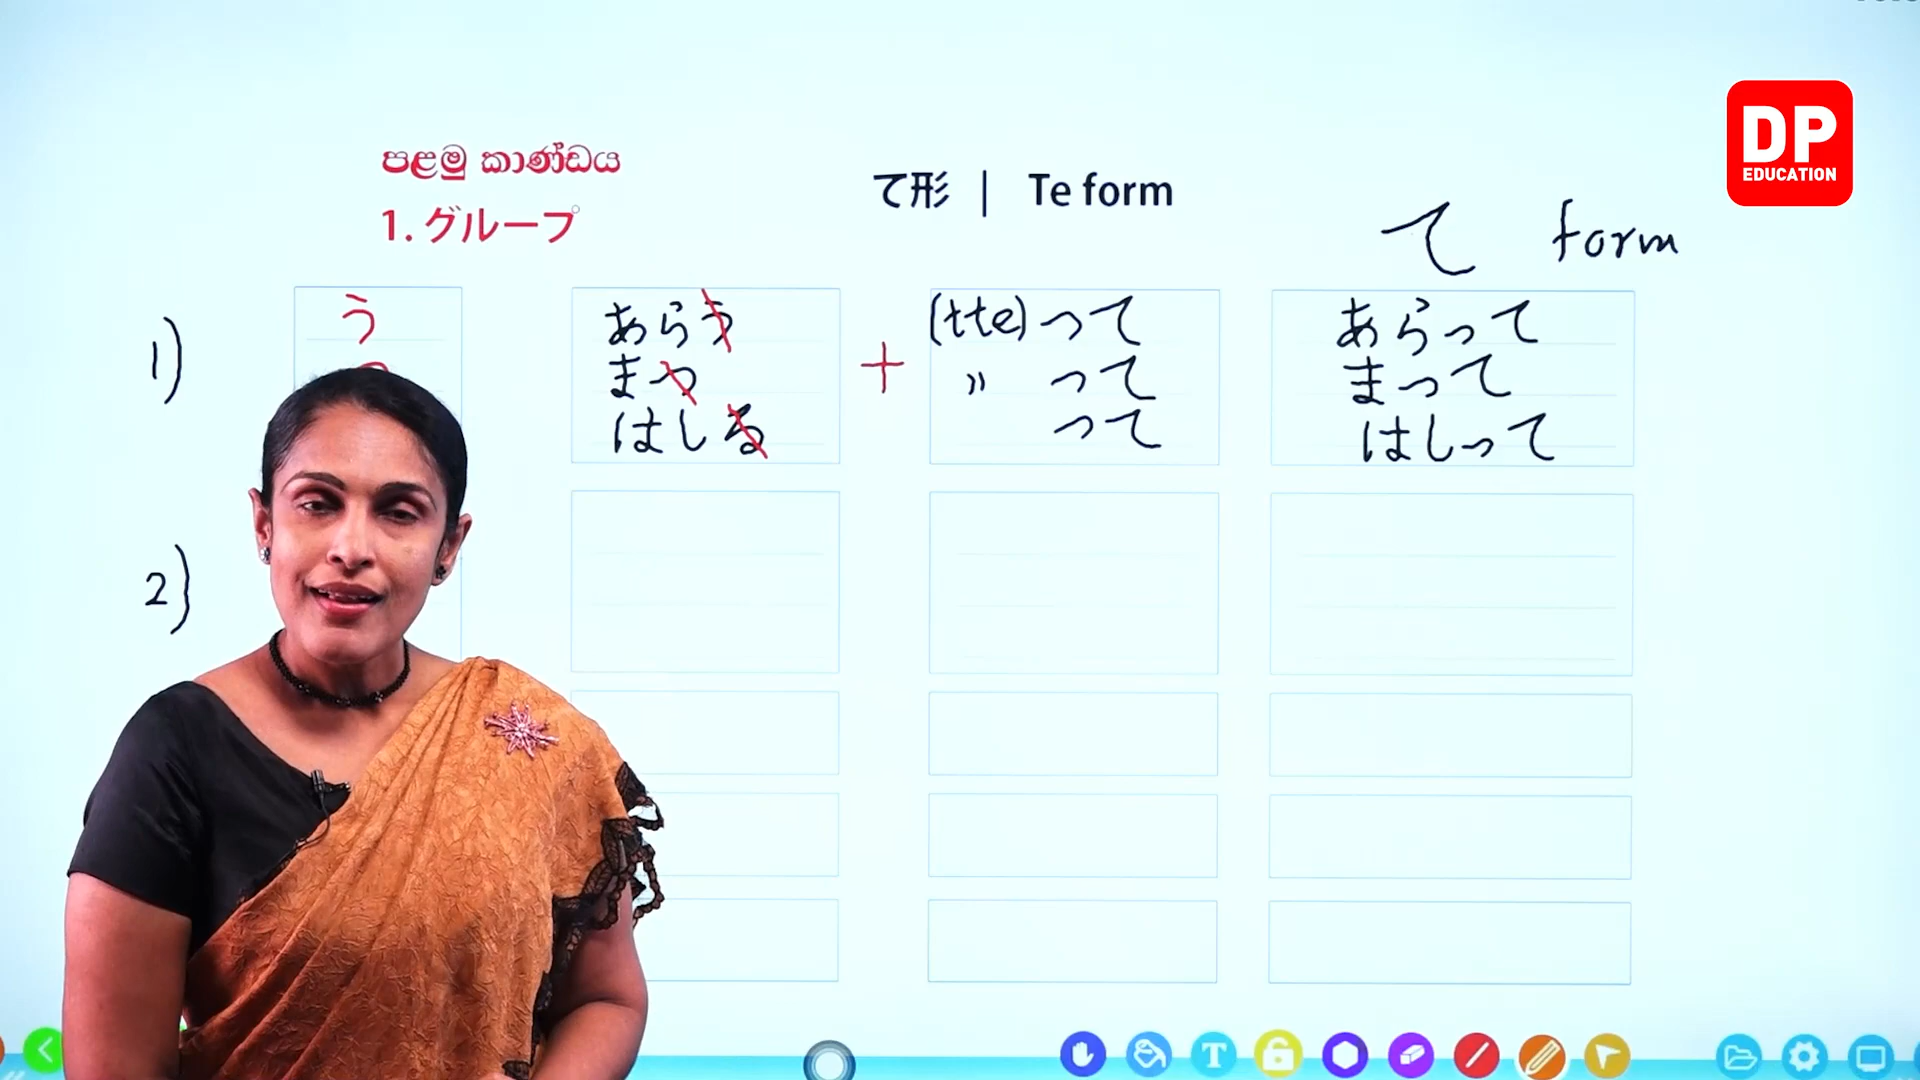 DP
EDUCATION
පළමු කාණ්ඩය
1. グループ
て形 | Te form
て form
1)
う
あらう
まつ
はしる
+
(tte) って
〃 って
って
あらって
まって
はしって
2)
T